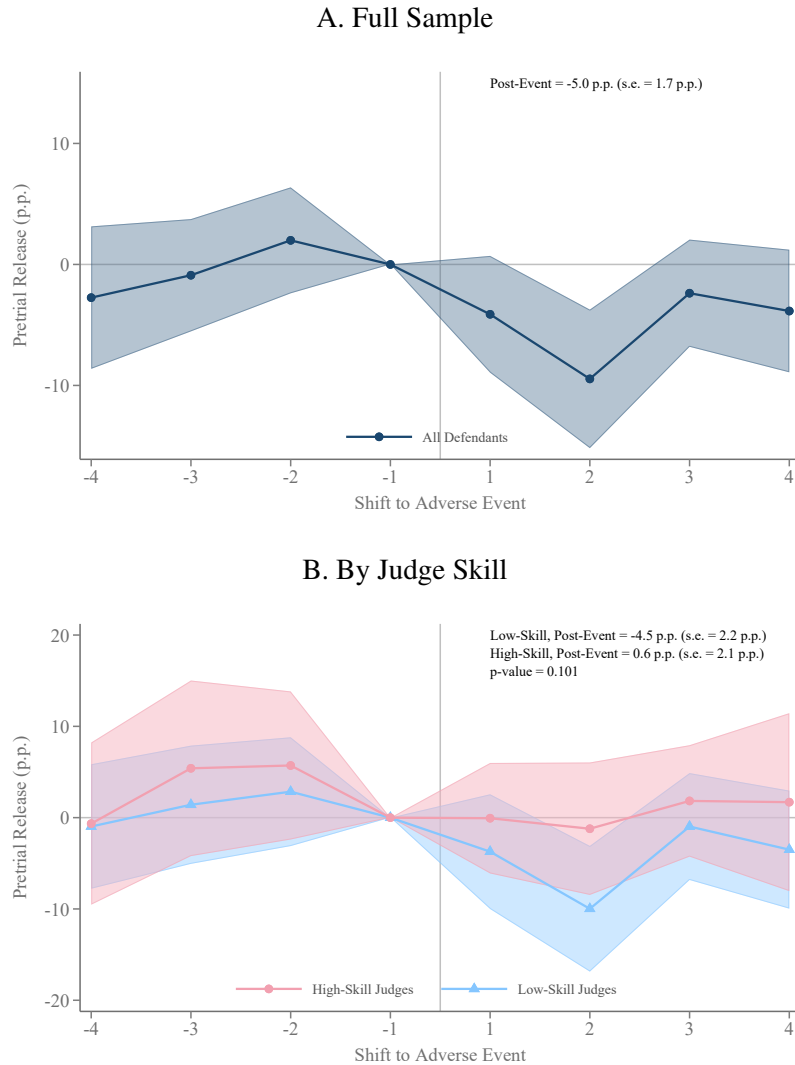 A. Full Sample
Post-Event = -5.0 p.p. (s.e. = 1.7 p.p.)
10
0
-10
Pretrial Release (p.p.)
All Defendants
-4 -3 -2 -1 1 2 3 4
Shift to Adverse Event
B. By Judge Skill
Low-Skill, Post-Event = -4.5 p.p. (s.e. = 2.2 p.p.)
High-Skill, Post-Event = 0.6 p.p. (s.e. = 2.1 p.p.)
p-value = 0.101
20
10
0
-10
-20
Pretrial Release (p.p.)
High-Skill Judges Low-Skill Judges
-4 -3 -2 -1 1 2 3 4
Shift to Adverse Event